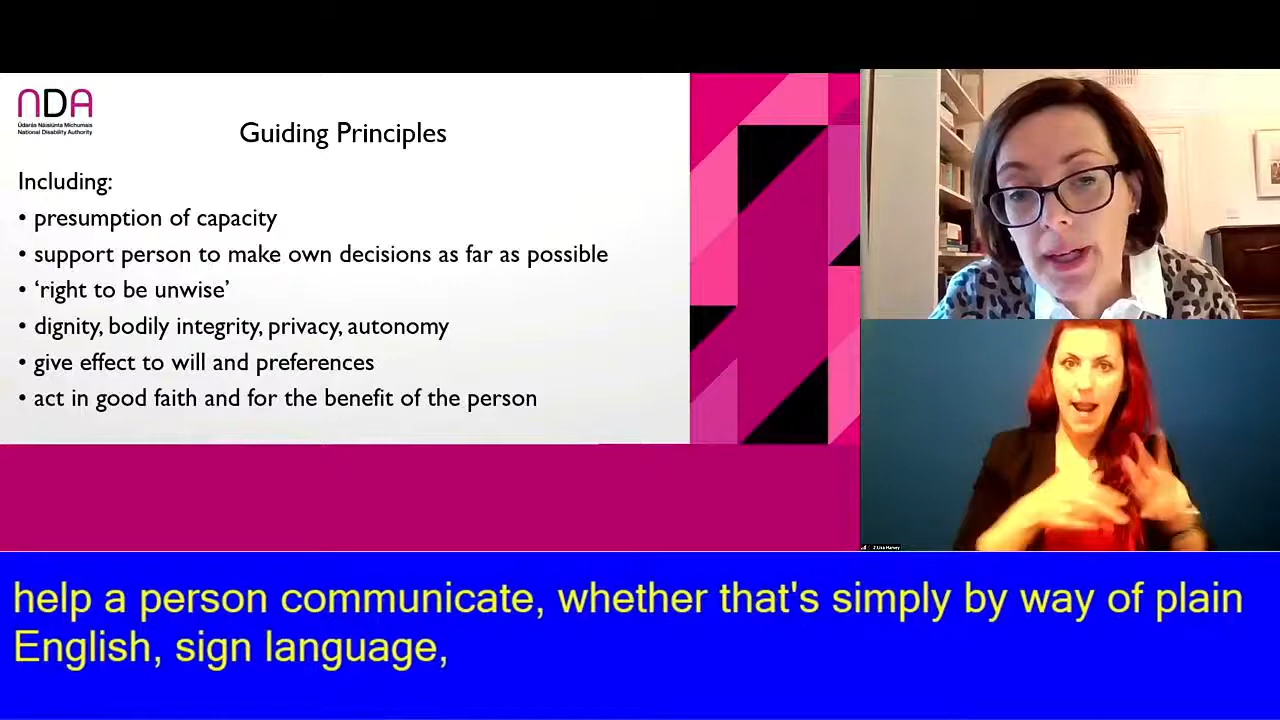 NDA
Údarás Náisiúnta Míchumais
National Disability Authority
Guiding Principles
Including:
• presumption of capacity
• support person to make own decisions as far as possible
• ‘right to be unwise’
• dignity, bodily integrity, privacy, autonomy
• give effect to will and preferences
• act in good faith and for the benefit of the person
Z Lisa Harvey
help a person communicate, whether that's simply by way of plain
English, sign language,